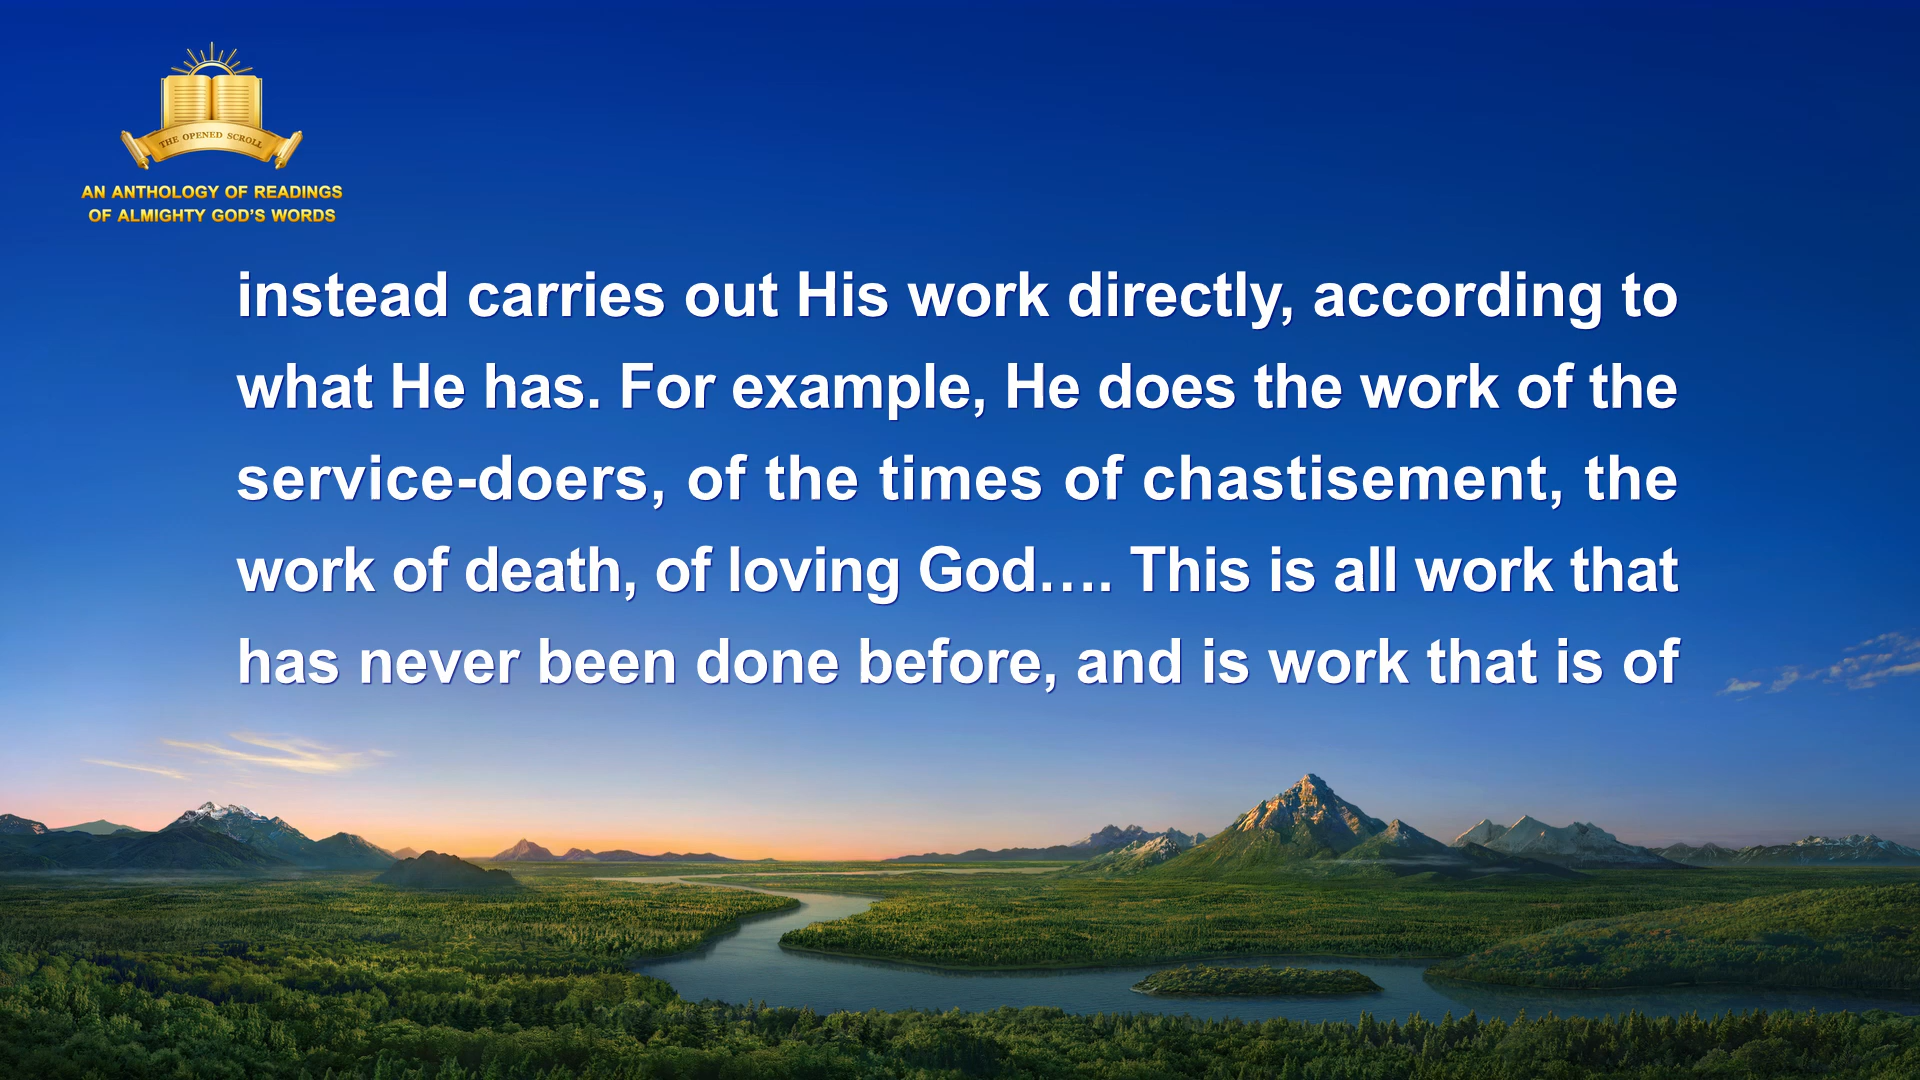 THE OPENED SCROLL
AN ANTHOLOGY OF READINGS
OF ALMIGHTY GOD'S WORDS
instead carries out His work directly, according to
what He has. For example, He does the work of the
service-doers, of the times of chastisement, the
work of death, of loving God…. This is all work that
has never been done before, and is work that is of